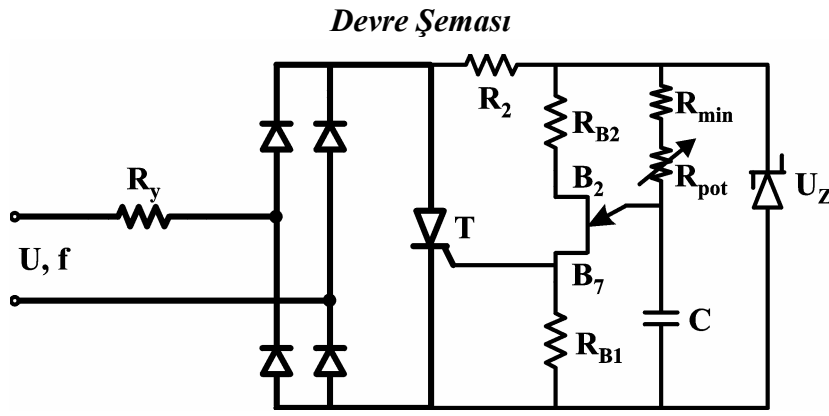 Devre Şeması
R2
RB2
Rmin
Ry
B2
Rpot
UZ
T
U, f
B7
C
RB1